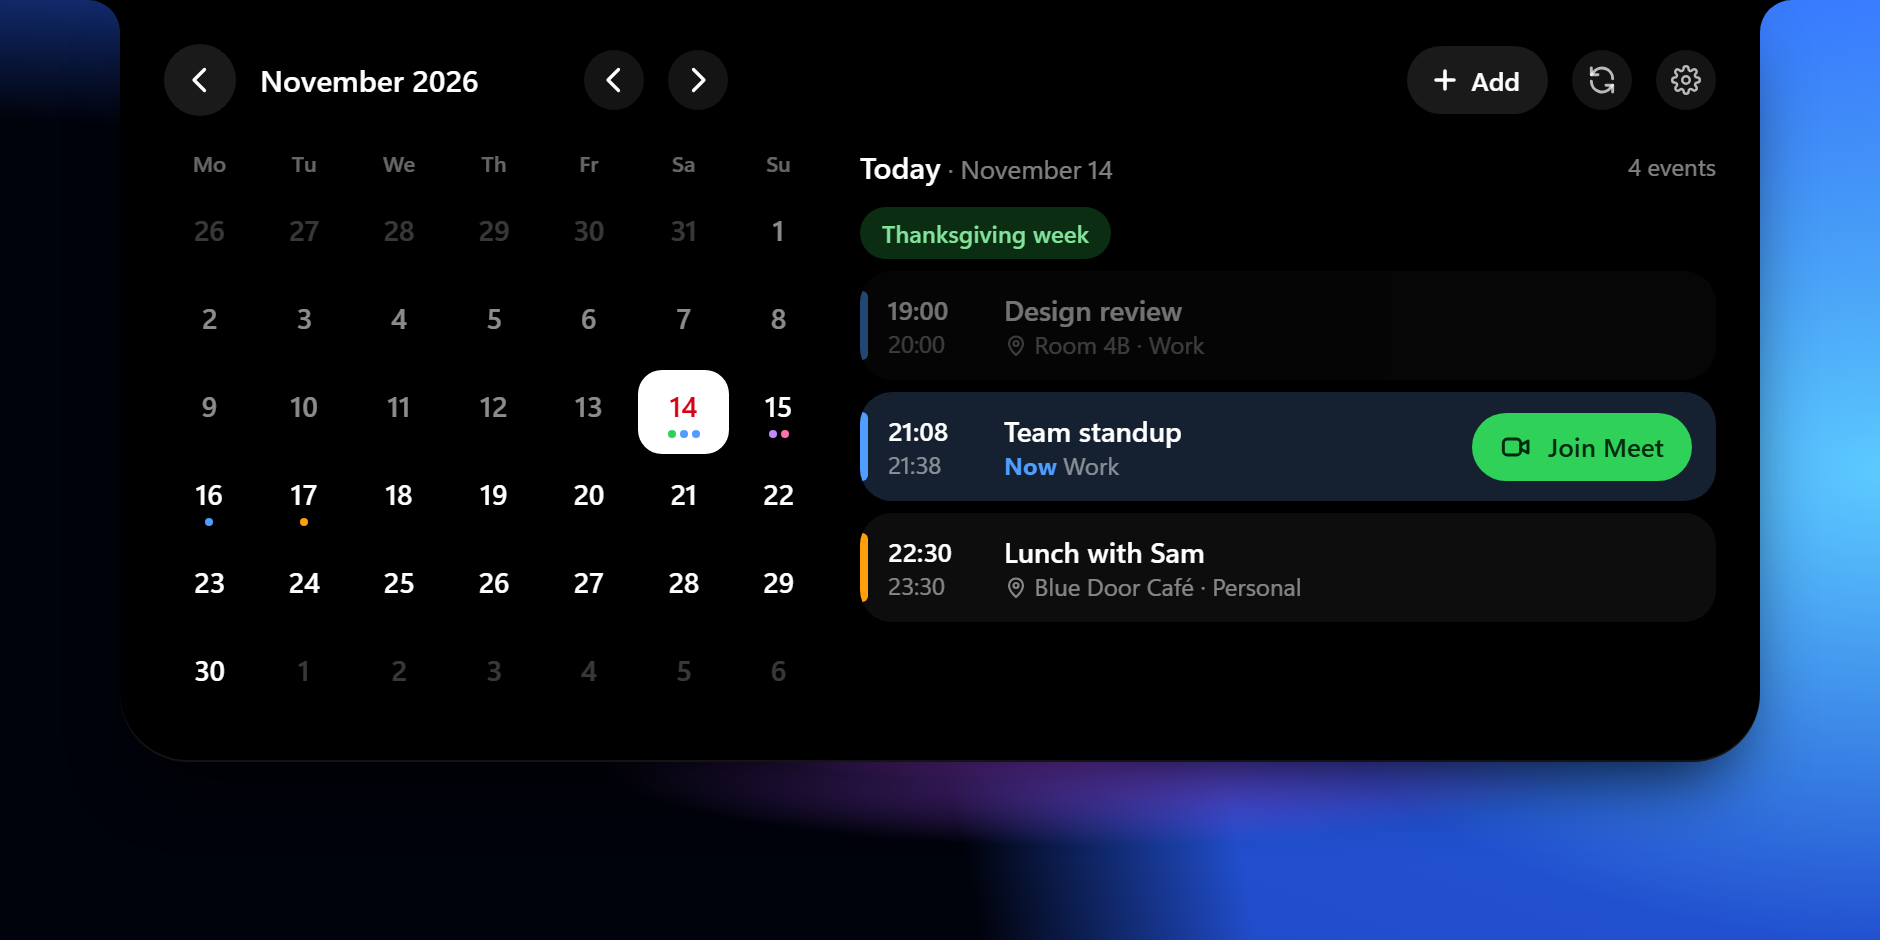 November 2026
Add
Mo Tu We Th Fr Sa Su
26 27 28 29 30 31 1
2 3 4 5 6 7 8
9 10 11 12 13 14 15
16 17 18 19 20 21 22
23 24 25 26 27 28 29
30 1 2 3 4 5 6
Today · November 14
4 events
Thanksgiving week
19:00 Design review
20:00 Room 4B · Work
21:08 Team standup
21:38 Now Work
Join Meet
22:30 Lunch with Sam
23:30 Blue Door Café · Personal